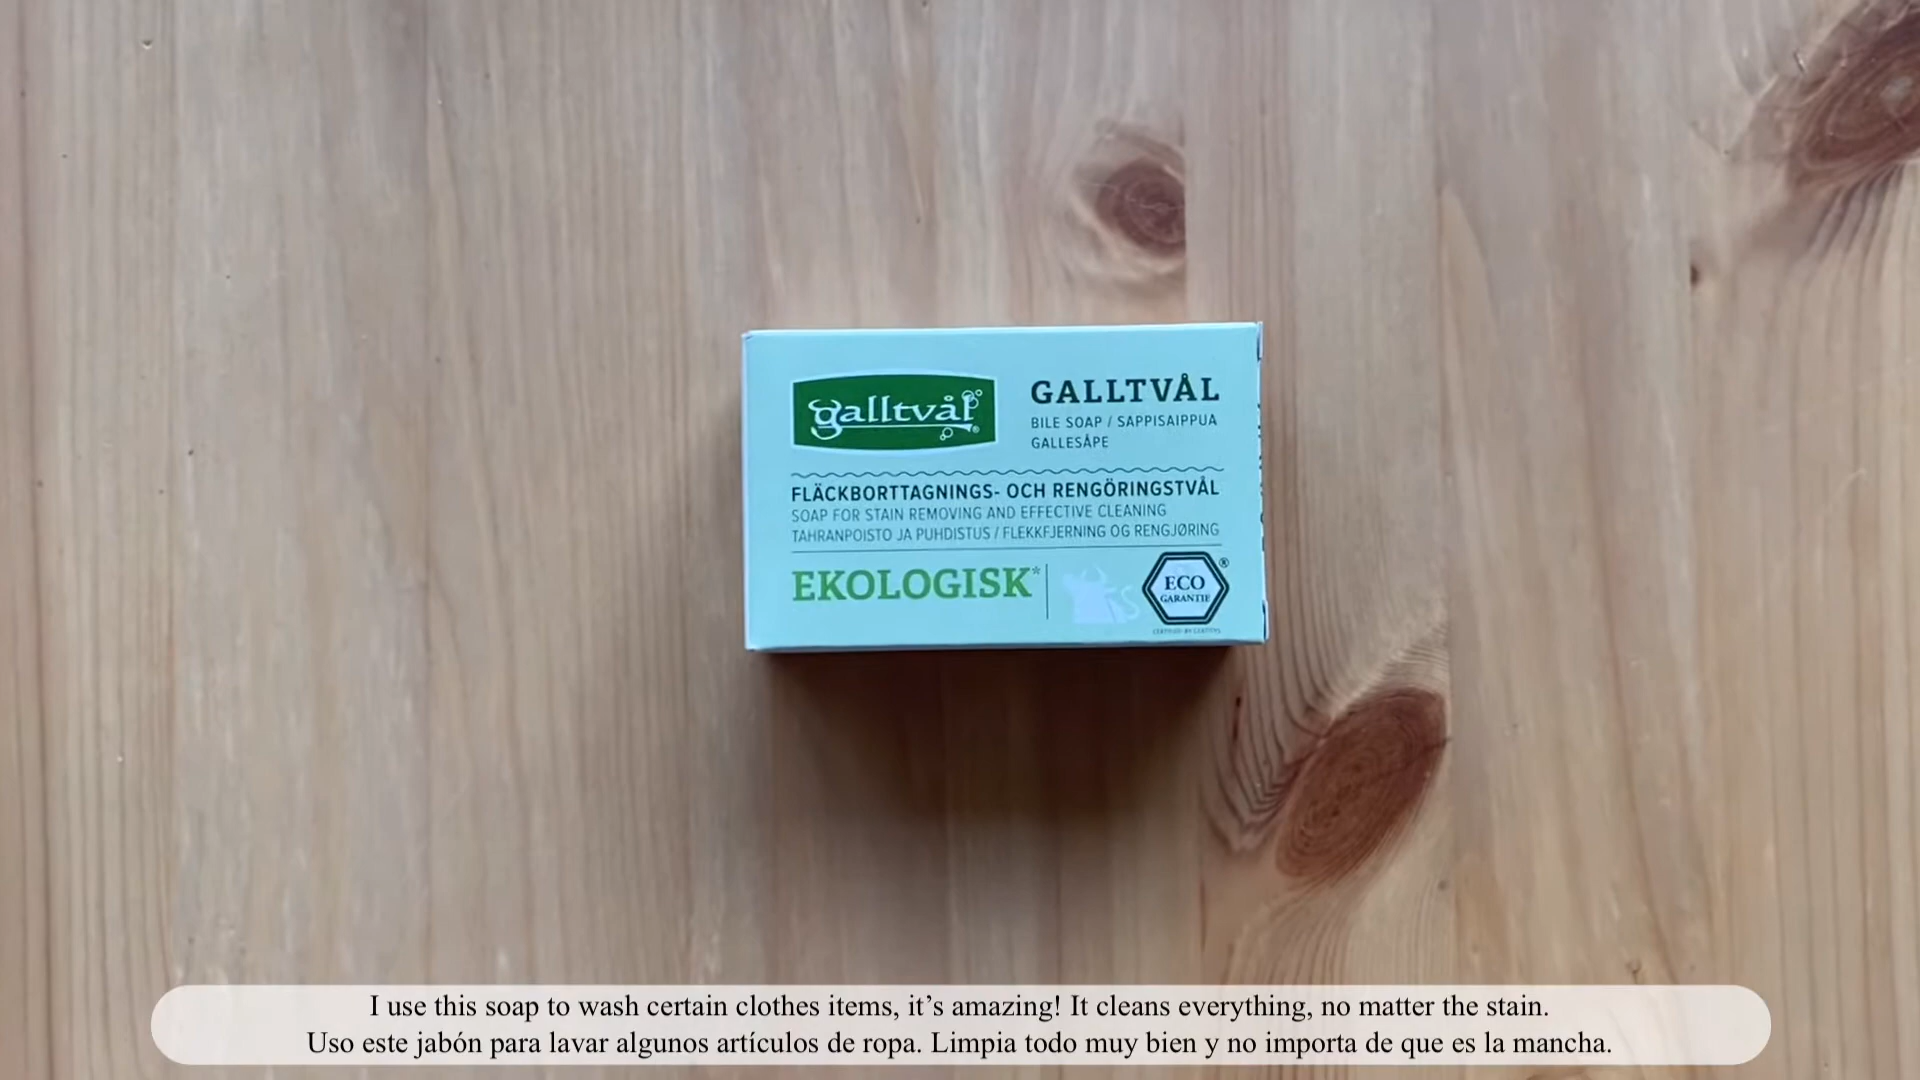 galltvål®
GALLTVÅL
BILE SOAP / SAPPISAIPPUA
GALLESÅPE
FLÄCKBORTTAGNINGS- OCH RENGÖRINGSTVÅL
SOAP FOR STAIN REMOVING AND EFFECTIVE CLEANING
TAHRANPOISTO JA PUHDISTUS / FLEKKFJERNING OG RENGJØRING
EKOLOGISK*
ECO
GARANTIE
®
I use this soap to wash certain clothes items, it’s amazing! It cleans everything, no matter the stain.
Uso este jabón para lavar algunos artículos de ropa. Limpia todo muy bien y no importa de que es la mancha.